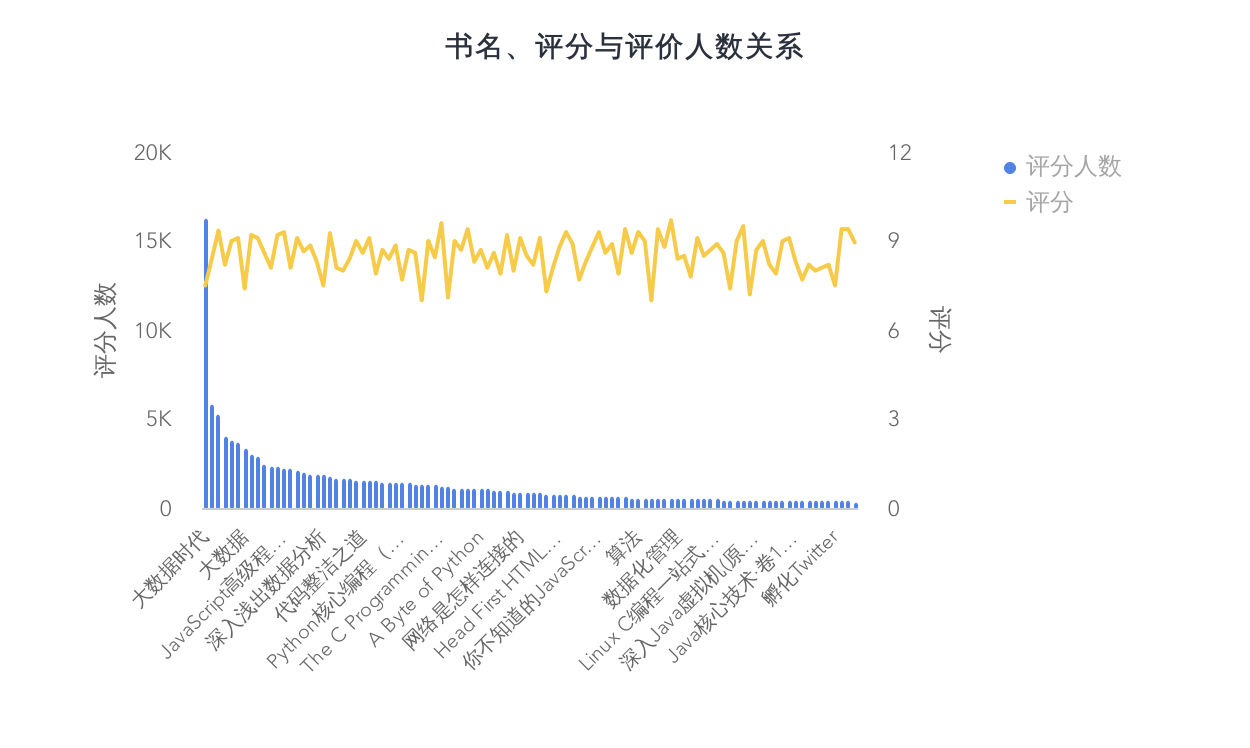 书名、评分与评价人数关系
20K
15K
10K
5K
0
评分人数
12
9
6
3
0
评分
评分人数
评分
大数据时代
大数据
JavaScript高级程…
深入浅出数据分析
代码整洁之道
Python核心编程（…
The C Programmin…
A Byte of Python
网络是怎样连接的
Head First HTML…
你不知道的JavaScr…
算法
数据化管理
Linux C编程一站式…
深入Java虚拟机(原…
Java核心技术 卷1…
孵化Twitter